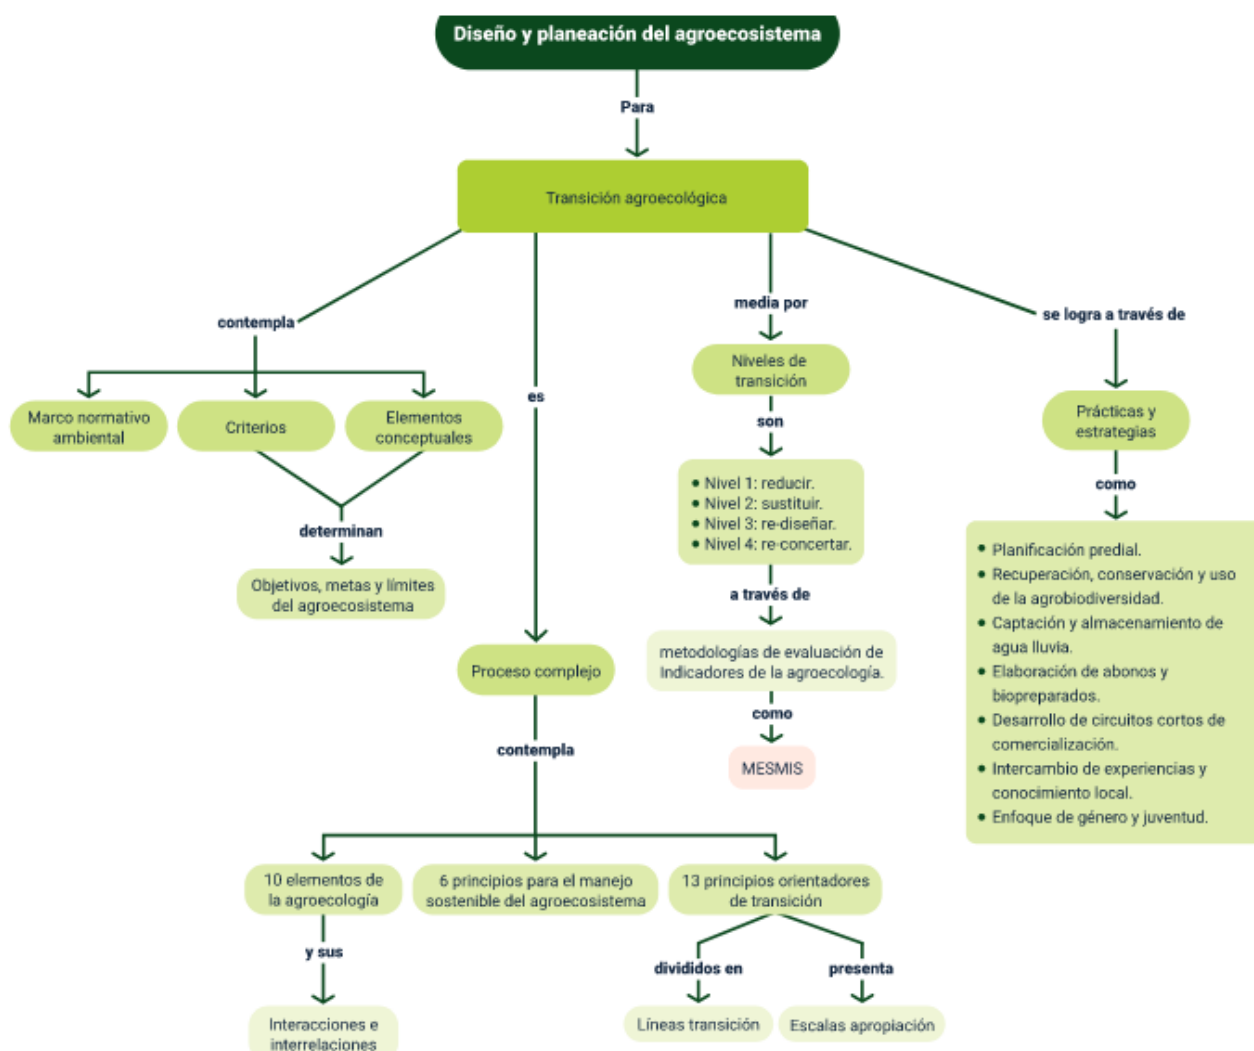 Diseño y planeación del agroecosistema
Para
Transición agroecológica
contempla
Marco normativo
ambiental
Criterios
Elementos
conceptuales
determinan
Objetivos, metas y límites
del agroecosistema
es
Proceso complejo
contempla
10 elementos de
la agroecología
y sus
Interacciones e
interrelaciones
6 principios para el manejo
sostenible del agroecosistema
13 principios orientadores
de transición
divididos en
Líneas transición
presenta
Escalas apropiación
media por
Niveles de
transición
son
• Nivel 1: reducir.
• Nivel 2: sustituir.
• Nivel 3: re-diseñar.
• Nivel 4: re-concertar.
a través de
metodologías de evaluación de
Indicadores de la agroecología.
como
MESMIS
se logra a través de
Prácticas y
estrategias
como
• Planificación predial.
• Recuperación, conservación y uso
de la agrobiodiversidad.
• Captación y almacenamiento de
agua lluvia.
• Elaboración de abonos y
biopreparados.
• Desarrollo de circuitos cortos de
comercialización.
• Intercambio de experiencias y
conocimiento local.
• Enfoque de género y juventud.